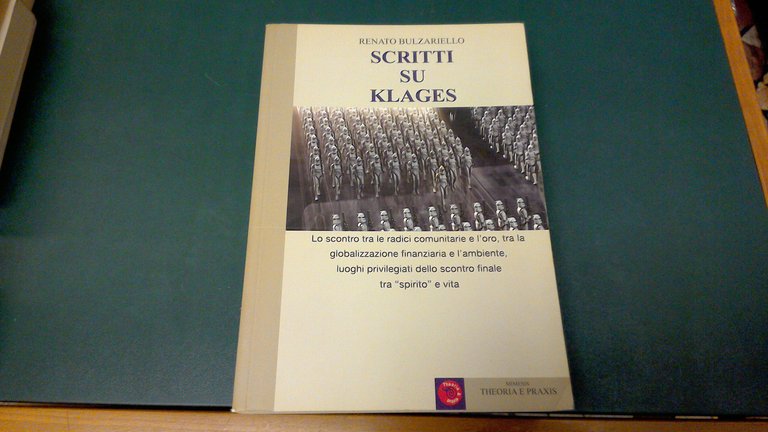 RENATO BULZARIELLO
SCRITTI
SU
KLAGES
Lo scontro tra le radici comunitarie e l'oro, tra la
globalizzazione finanziaria e l'ambiente,
luoghi privilegiati dello scontro finale
tra "spirito" e vita
MIMESIS
THEORIA E PRAXIS